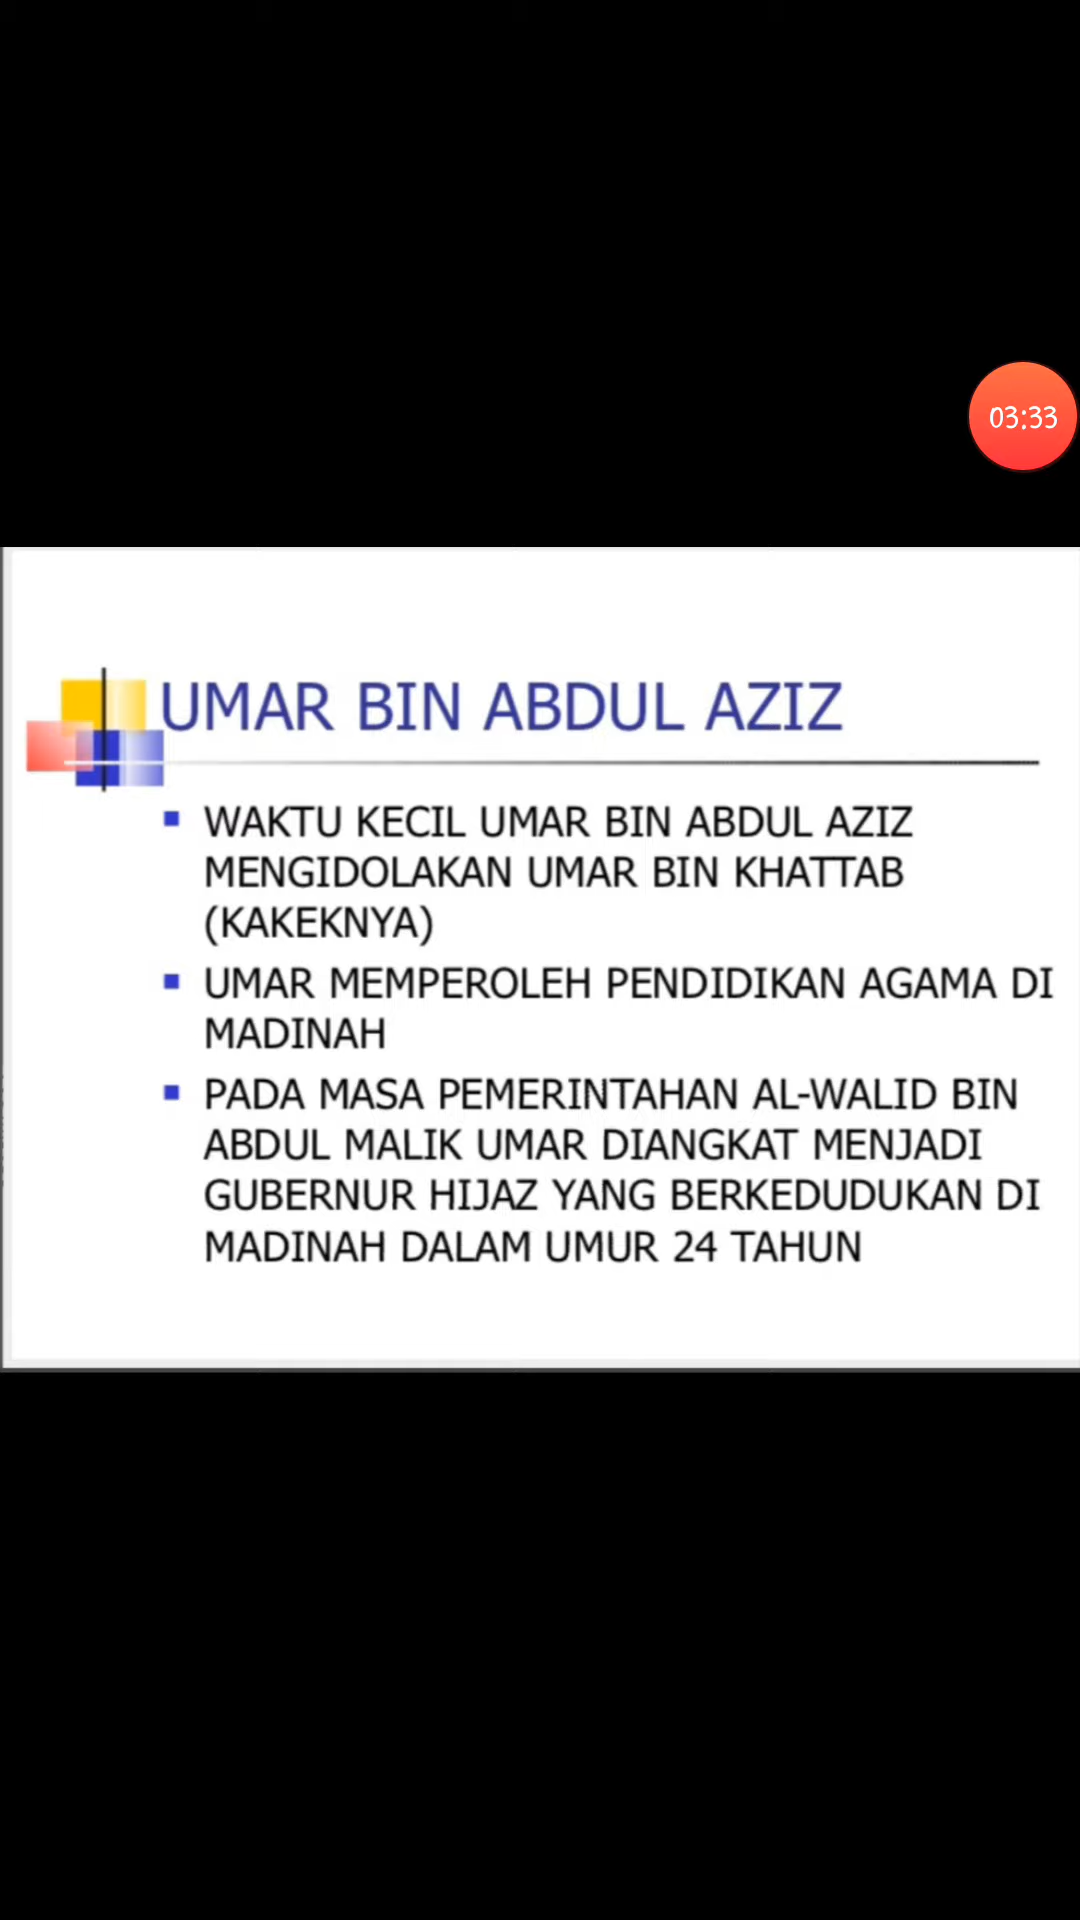 03:33
UMAR BIN ABDUL AZIZ
WAKTU KECIL UMAR BIN ABDUL AZIZ
MENGIDOLAKAN UMAR BIN KHATTAB
(KAKEKNYA)
UMAR MEMPEROLEH PENDIDIKAN AGAMA DI
MADINAH
PADA MASA PEMERINTAHAN AL-WALID BIN
ABDUL MALIK UMAR DIANGKAT MENJADI
GUBERNUR HIJAZ YANG BERKEDUDUKAN DI
MADINAH DALAM UMUR 24 TAHUN